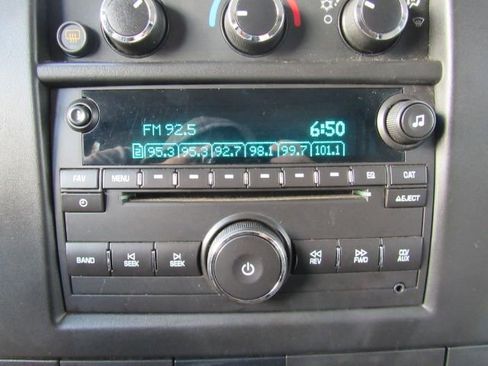 FM 92.5 6:50
2 95.3 95.3 92.7 98.1 99.7 101.1
FAV MENU EQ CAT
EJECT
BAND SEEK SEEK REV FWD CD/AUX